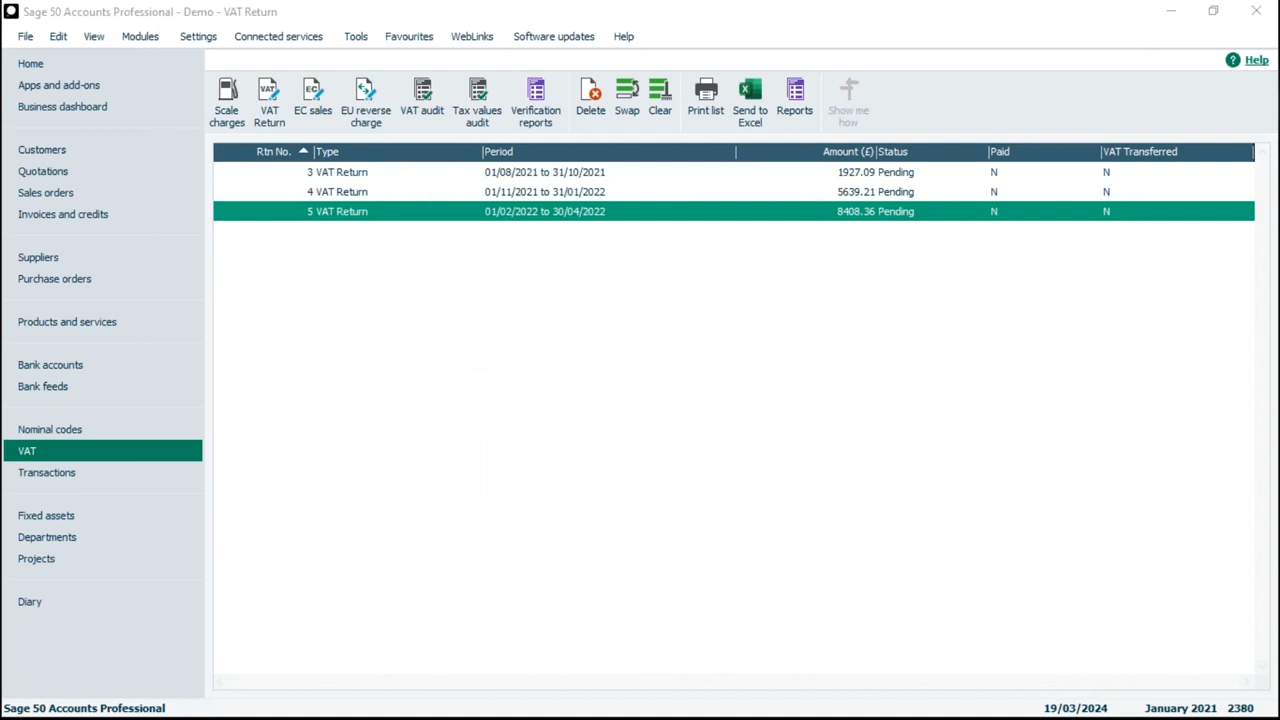 Sage 50 Accounts Professional - Demo - VAT Return
File Edit View Modules Settings Connected services Tools Favourites WebLinks Software updates Help
? Help
Home
Apps and add-ons
Business dashboard
Customers
Quotations
Sales orders
Invoices and credits
Suppliers
Purchase orders
Products and services
Bank accounts
Bank feeds
Nominal codes
VAT
Transactions
Fixed assets
Departments
Projects
Diary
Scale charges
VAT VAT Return
EC EC sales
EU reverse charge
VAT audit
Tax values audit
Verification reports
Delete
Swap
Clear
Print list
X Send to Excel
Reports
Show me how
Rtn No. Type Period Amount (£) Status Paid VAT Transferred
3 VAT Return 01/08/2021 to 31/10/2021 1927.09 Pending N N
4 VAT Return 01/11/2021 to 31/01/2022 5639.21 Pending N N
5 VAT Return 01/02/2022 to 30/04/2022 8408.36 Pending N N
Sage 50 Accounts Professional 19/03/2024 January 2021 2380